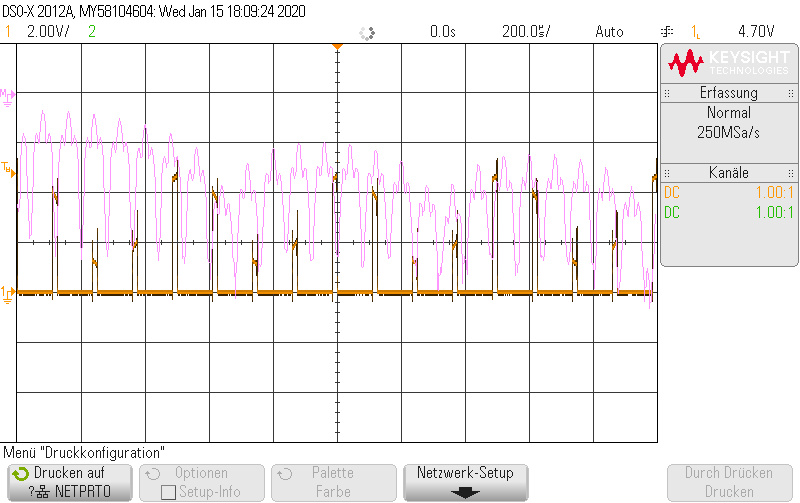 DSO-X 2012A, MY58104604: Wed Jan 15 18:09:24 2020
1 2.00V/ 2 0.0s 200.0µs/ Auto 1 4.70V
KEYSIGHT
TECHNOLOGIES
Erfassung
Normal
250MSa/s
Kanäle
DC 1.00:1
DC 1.00:1
M
T
1
Menü "Druckkonfiguration"
Drucken auf
? NETPRT0
Optionen
Setup-Info
Palette
Farbe
Netzwerk-Setup
Durch Drücken
Drucken